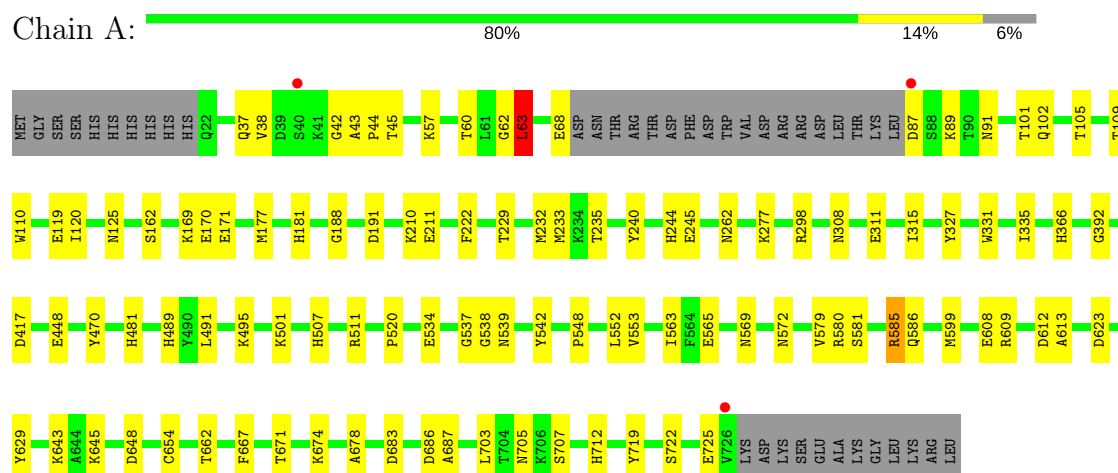 Chain A:
80% 14% 6%
MET GLY SER SER HIS HIS HIS HIS HIS HIS Q22 Q37 V38 D39 S40 K41 G42 A43 P44 T45 K57 T60 L61 G62 L63 E68 ASP ASN THR ARG THR ASP PHE ASP TRP VAL ASP ARG ARG ASP LEU THR LYS LEU D87 S88 K89 T90 N91 T101 Q102 T105 T109
W110 E119 I120 N125 S162 K169 E170 E171 M177 H181 G188 D191 K210 E211 F222 T229 M232 M233 K234 T235 Y240 H244 E245 N262 K277 R298 N308 E311 I315 Y327 W331 I335 H366 G392
D417 E448 Y470 H481 H489 Y490 L491 K495 K501 H507 R511 P520 E534 G537 G538 N539 Y542 P548 L552 V553 I563 F564 E565 N569 N572 V579 R580 S581 R585 Q586 M599 E608 R609 D612 A613 D623
Y629 K643 A644 K645 D648 C654 T662 F667 T671 K674 A678 D683 D686 A687 L703 T704 N705 K706 S707 H712 Y719 S722 E725 V726 LYS ASP LYS SER GLU ALA LYS GLY LEU LYS ARG LEU